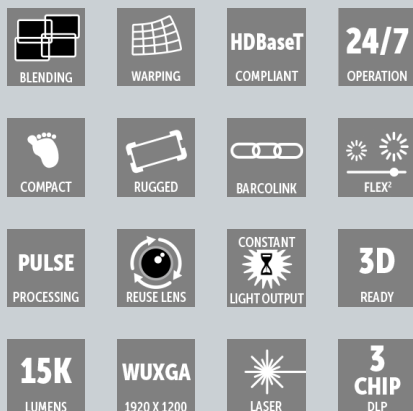 BLENDING
WARPING
HDBaseT
COMPLIANT
24/7
OPERATION
COMPACT
RUGGED
BARCOLINK
FLEX²
PULSE
PROCESSING
REUSE LENS
CONSTANT
LIGHT OUTPUT
3D
READY
15K
LUMENS
WUXGA
1920 X 1200
LASER
3
CHIP
DLP